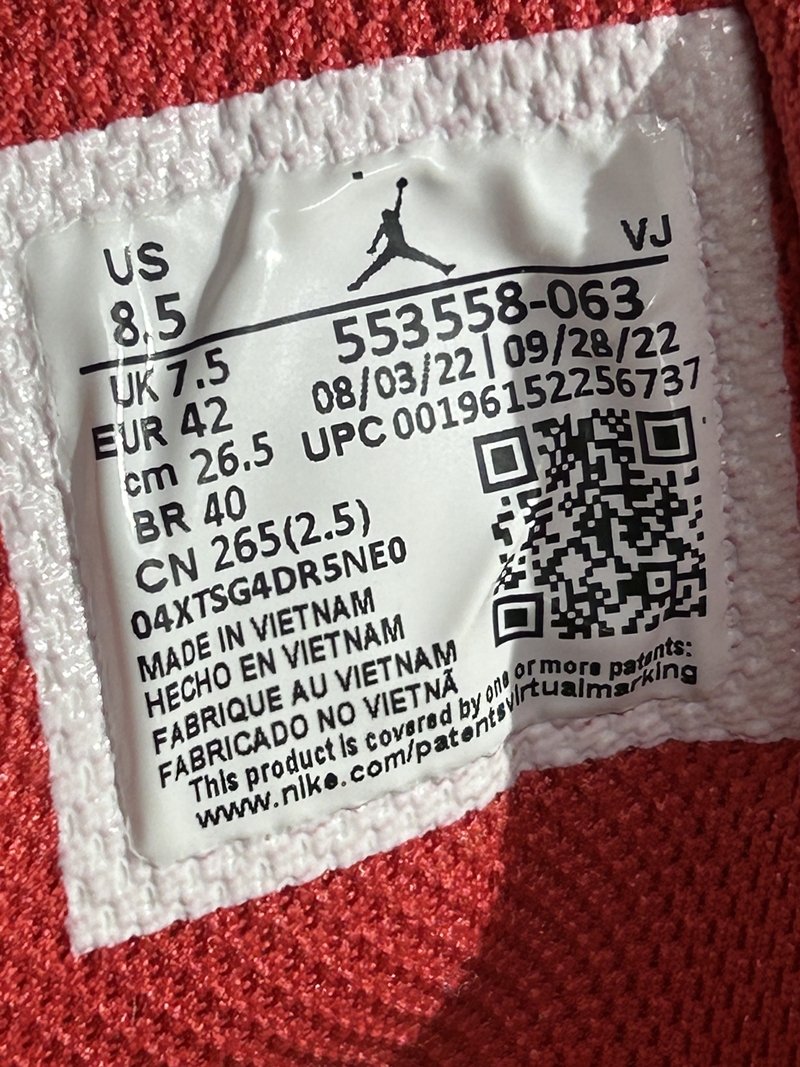 US
VJ
8.5
553558-063
UK 7.5
08/03/22 | 09/28/22
EUR 42
UPC 00196152256737
cm 26.5
BR 40
CN 265(2.5)
04XTSG4DR5NE0
MADE IN VIETNAM
HECHO EN VIETNAM
FABRIQUE AU VIETNAM
FABRICADO NO VIETNÃ
This product is covered by one or more patents:
www.nike.com/patentsvirtualmarking